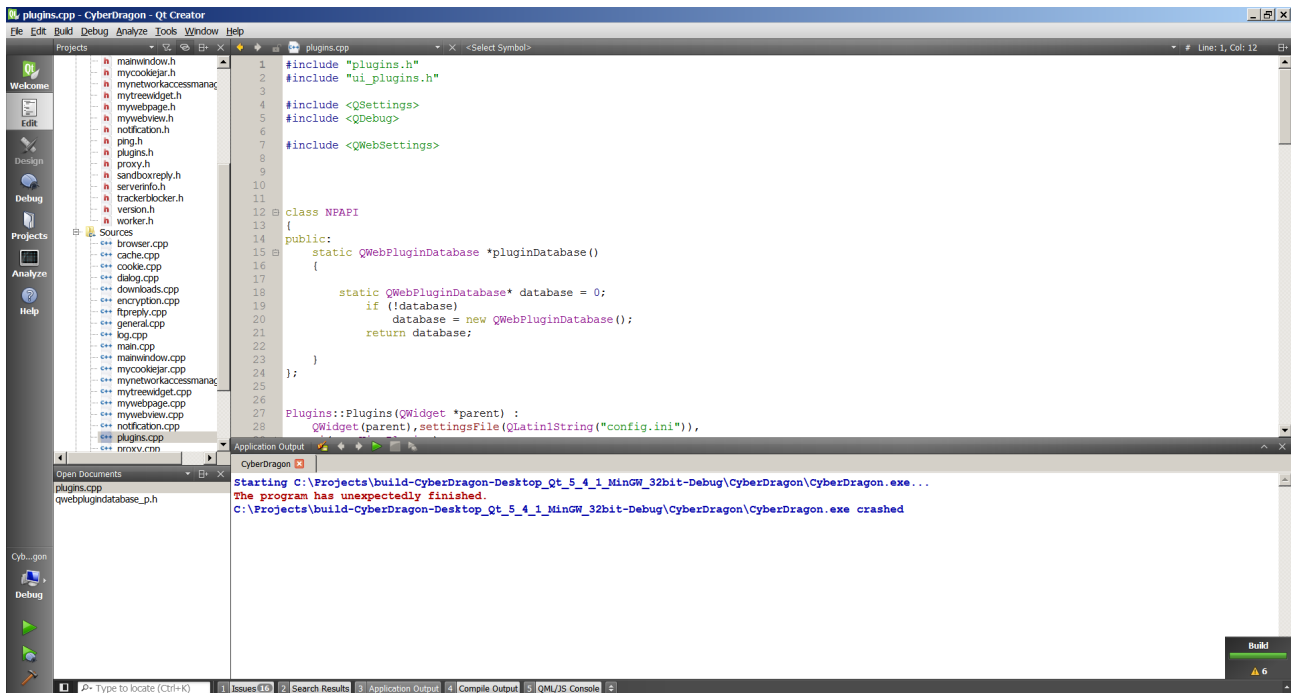 plugins.cpp - CyberDragon - Qt Creator
File Edit Build Debug Analyze Tools Window Help
Projects
plugins.cpp
<Select Symbol>
# Line: 1, Col: 12
Welcome
Edit
Design
Debug
Projects
Analyze
Help
mainwindow.h
mycookiejar.h
mynetworkaccessmanag
mytreewidget.h
mywebpage.h
mywebview.h
notification.h
ping.h
plugins.h
proxy.h
sandboxreply.h
serverinfo.h
trackerblocker.h
version.h
worker.h
Sources
browser.cpp
cache.cpp
cookie.cpp
dialog.cpp
downloads.cpp
encryption.cpp
ftpreply.cpp
general.cpp
log.cpp
main.cpp
mainwindow.cpp
mycookiejar.cpp
mynetworkaccessmanag
mytreewidget.cpp
mywebpage.cpp
mywebview.cpp
notification.cpp
plugins.cpp
proxy.cpp
1 #include "plugins.h"
2 #include "ui_plugins.h"
3
4 #include <QSettings>
5 #include <QDebug>
6
7 #include <QWebSettings>
8
9
10
11
12 class NPAPI
13 {
14 public:
15 static QWebPluginDatabase *pluginDatabase()
16 {
17
18 static QWebPluginDatabase* database = 0;
19 if (!database)
20 database = new QWebPluginDatabase();
21 return database;
22
23 }
24 };
25
26
27 Plugins::Plugins(QWidget *parent) :
28 QWidget(parent),settingsFile(QLatin1String("config.ini")),
Open Documents
plugins.cpp
qwebplugindatabase_p.h
Application Output
CyberDragon
Starting C:\Projects\build-CyberDragon-Desktop_Qt_5_4_1_MinGW_32bit-Debug\CyberDragon\CyberDragon.exe...
The program has unexpectedly finished.
C:\Projects\build-CyberDragon-Desktop_Qt_5_4_1_MinGW_32bit-Debug\CyberDragon\CyberDragon.exe crashed
Cyb...gon
Debug
Build
6
Type to locate (Ctrl+K)
1 Issues 16 2 Search Results 3 Application Output 4 Compile Output 5 QML/JS Console